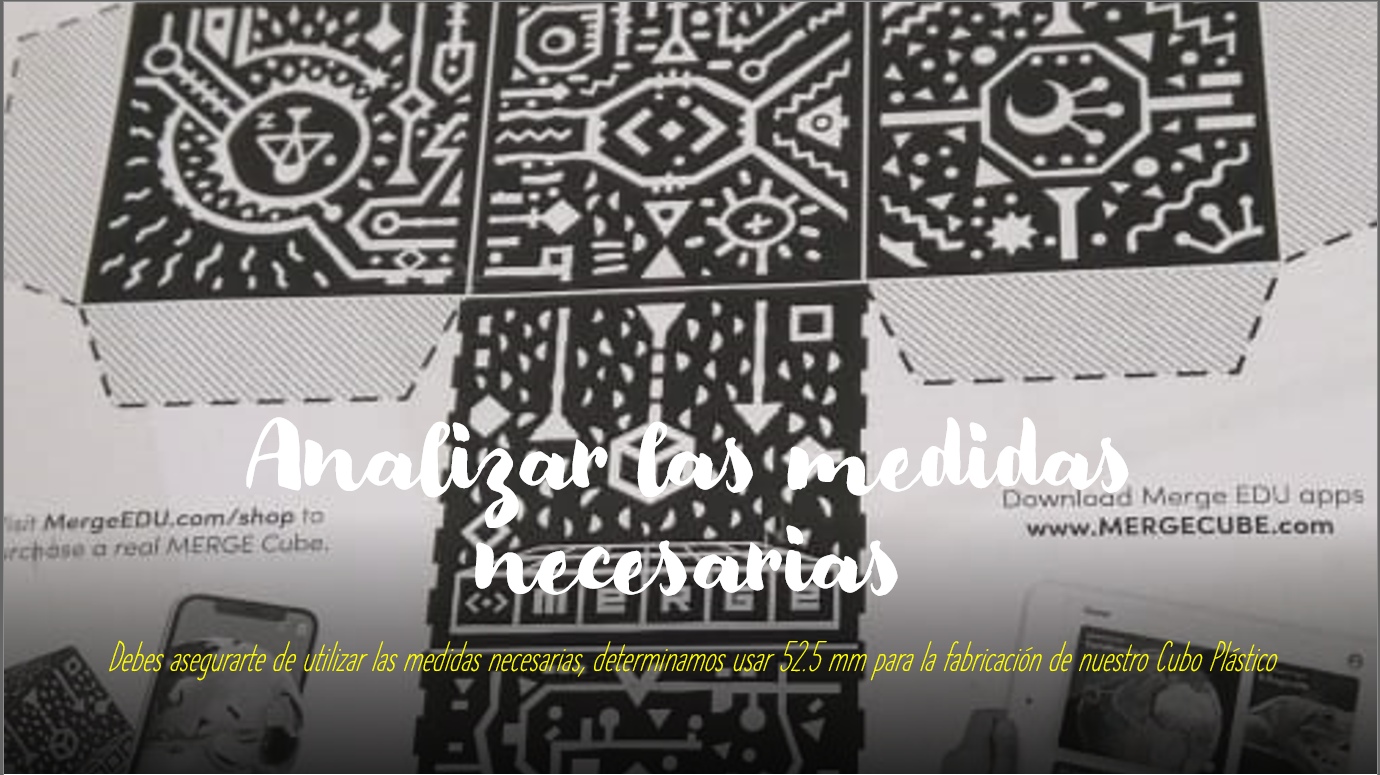 Analizar las medidas
necesarias
Download Merge EDU apps
www.MERGECUBE.com
MergeEDU.com/shop to
a real MERGE Cube.
MERGE
Debes asegurarte de utilizar las medidas necesarias, determinamos usar 52.5 mm para la fabricación de nuestro Cubo Plástico